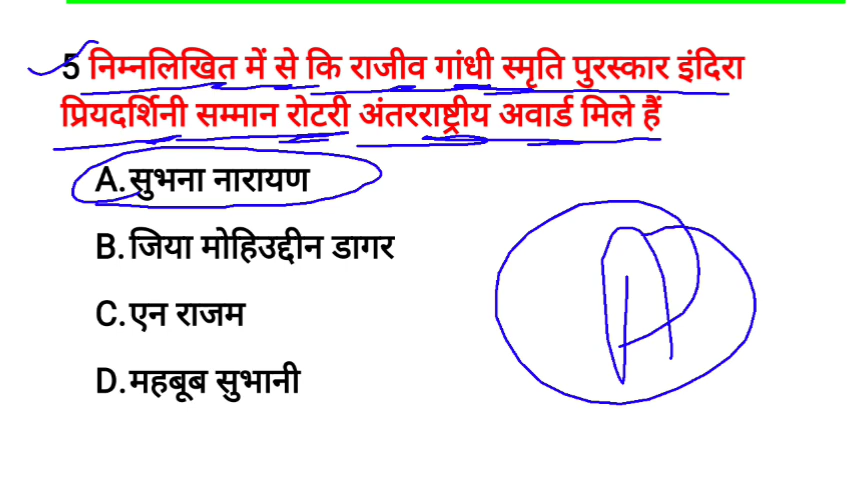 5 निम्नलिखित में से कि राजीव गांधी स्मृति पुरस्कार इंदिरा
प्रियदर्शिनी सम्मान रोटरी अंतरराष्ट्रीय अवार्ड मिले हैं
A.सुभना नारायण
B.जिया मोहिउद्दीन डागर
C.एन राजम
D.महबूब सुभानी
A